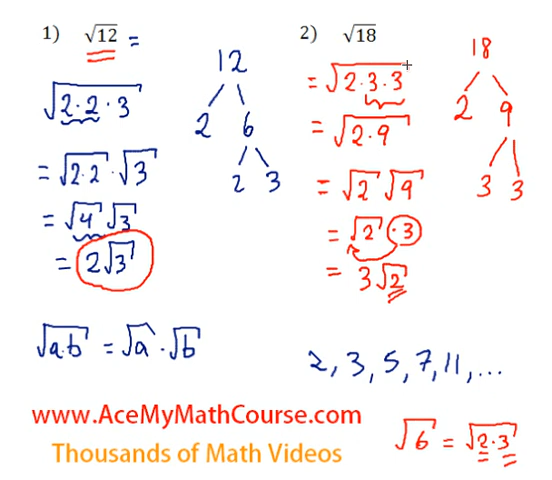 1) √12 =
12
√2·2·3
2 6
= √2·2 · √3
2 3
= √4 √3
= 2√3
2) √18
18
= √2·3·3
2 9
= √2·9
= √2 √9
3 3
= √2 · 3
= 3√2
√a·b = √a · √b
2, 3, 5, 7, 11, ...
www.AceMyMathCourse.com
Thousands of Math Videos
√6 = √2·3